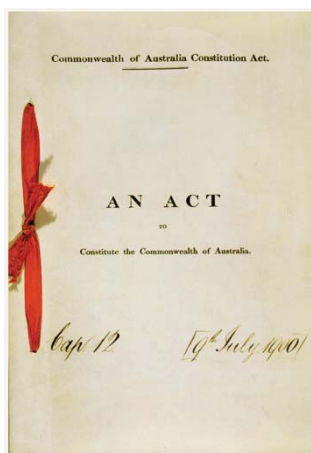 Commonwealth of Australia Constitution Act.
AN ACT
TO
Constitute the Commonwealth of Australia.
Cap 12 [9th July 1900]